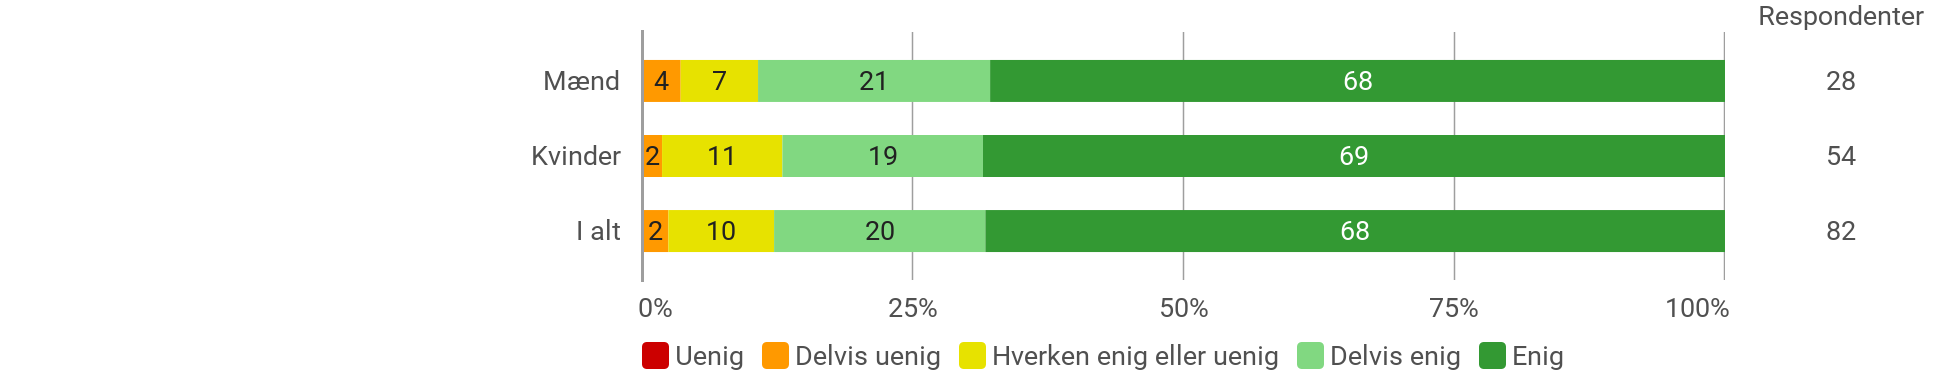 Respondenter
Mænd 4 7 21 68 28
Kvinder 2 11 19 69 54
I alt 2 10 20 68 82
0% 25% 50% 75% 100%
Uenig Delvis uenig Hverken enig eller uenig Delvis enig Enig